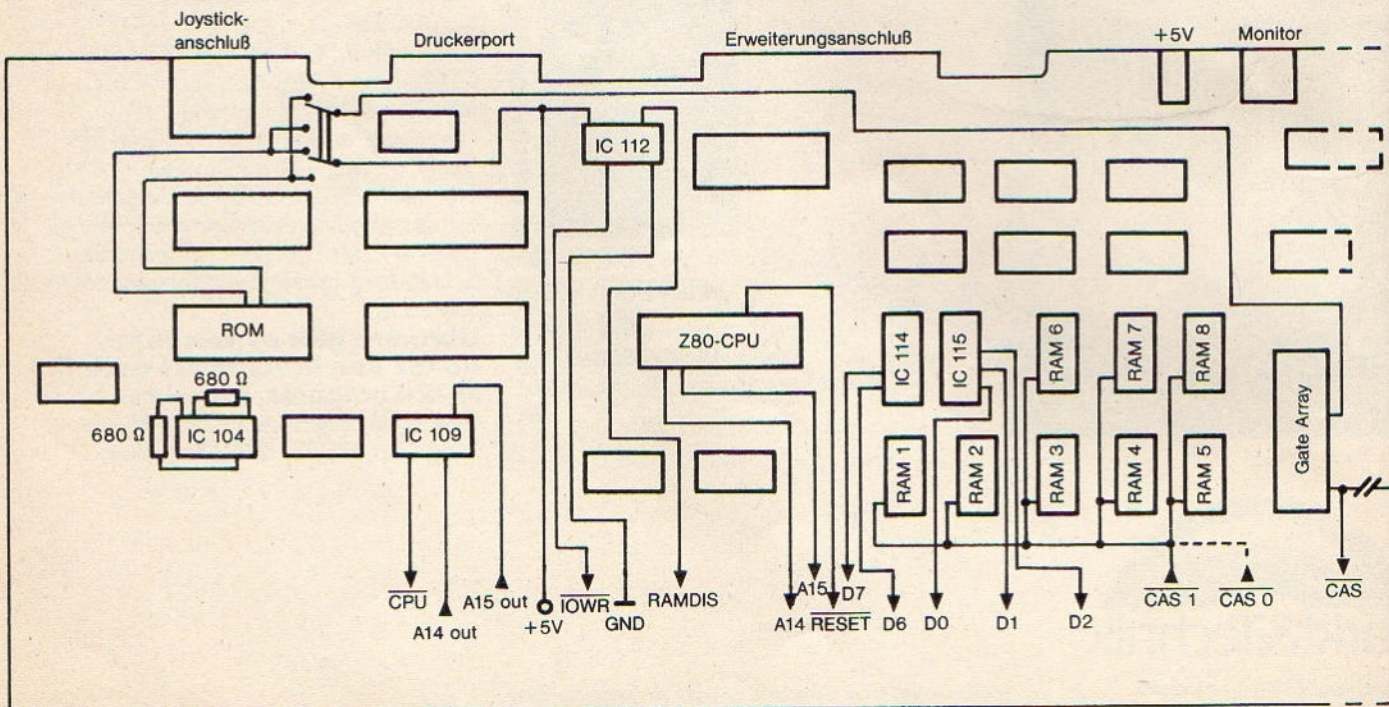 Joystick-
anschluß
Druckerport
Erweiterungsanschluß
+5V
Monitor
IC 112
ROM
Z80-CPU
IC 114
IC 115
RAM 6
RAM 7
RAM 8
Gate Array
680 Ω
680 Ω
IC 104
IC 109
RAM 1
RAM 2
RAM 3
RAM 4
RAM 5
CPU
A14 out
A15 out
+5V
IOWR
GND
RAMDIS
A14
A15
RESET
D7
D6
D0
D1
D2
CAS 1
CAS 0
CAS